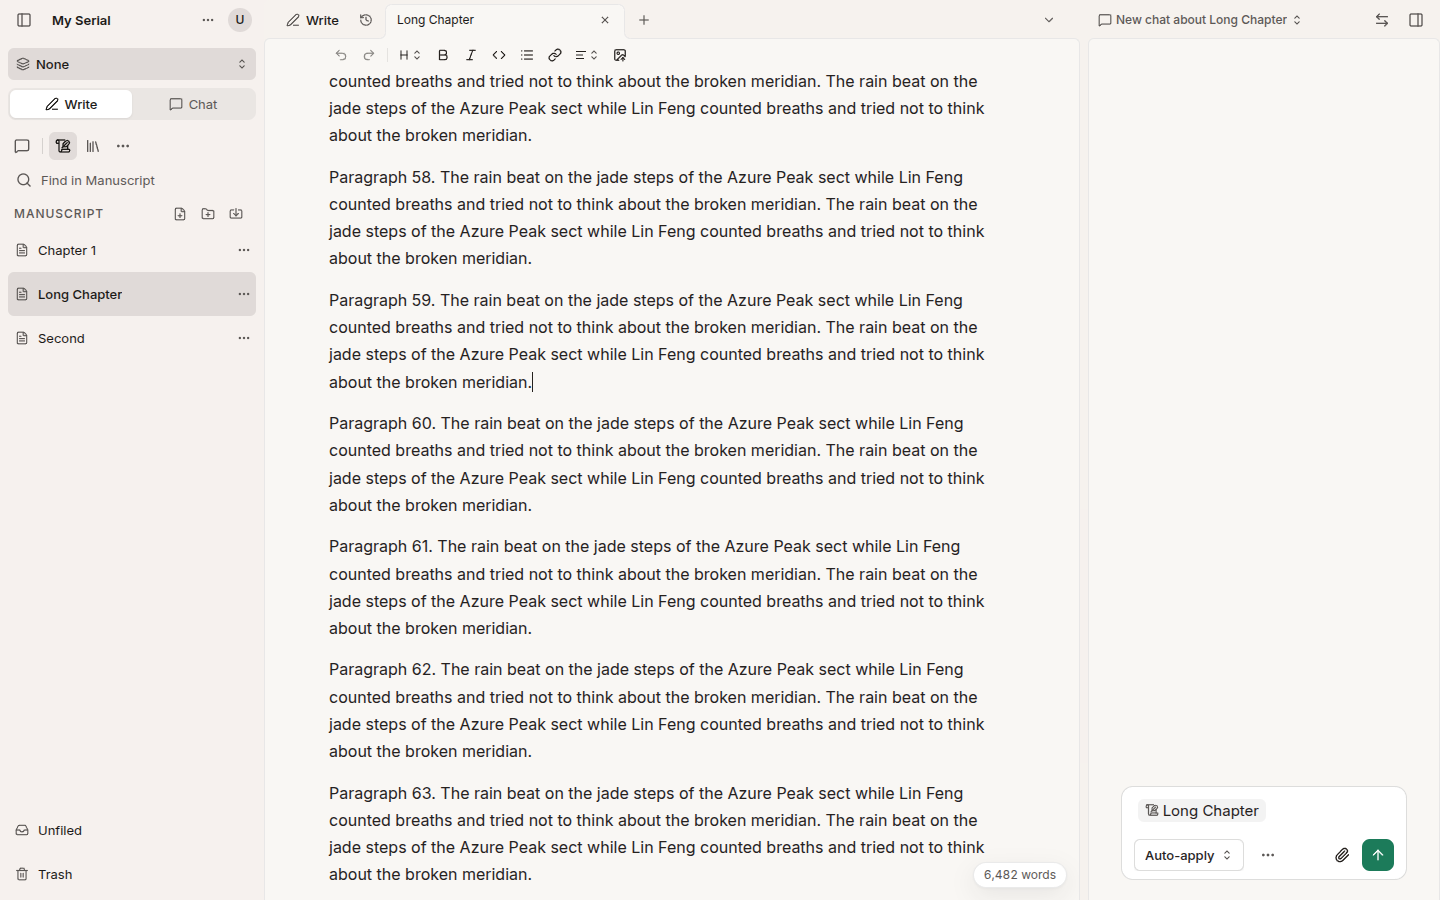 My Serial
U
Write
Long Chapter
New chat about Long Chapter
None
Write
Chat
Find in Manuscript
MANUSCRIPT
Chapter 1
Long Chapter
Second
Unfiled
Trash
H
B
I
counted breaths and tried not to think about the broken meridian. The rain beat on the
jade steps of the Azure Peak sect while Lin Feng counted breaths and tried not to think
about the broken meridian.
Paragraph 58. The rain beat on the jade steps of the Azure Peak sect while Lin Feng
counted breaths and tried not to think about the broken meridian. The rain beat on the
jade steps of the Azure Peak sect while Lin Feng counted breaths and tried not to think
about the broken meridian.
Paragraph 59. The rain beat on the jade steps of the Azure Peak sect while Lin Feng
counted breaths and tried not to think about the broken meridian. The rain beat on the
jade steps of the Azure Peak sect while Lin Feng counted breaths and tried not to think
about the broken meridian.
Paragraph 60. The rain beat on the jade steps of the Azure Peak sect while Lin Feng
counted breaths and tried not to think about the broken meridian. The rain beat on the
jade steps of the Azure Peak sect while Lin Feng counted breaths and tried not to think
about the broken meridian.
Paragraph 61. The rain beat on the jade steps of the Azure Peak sect while Lin Feng
counted breaths and tried not to think about the broken meridian. The rain beat on the
jade steps of the Azure Peak sect while Lin Feng counted breaths and tried not to think
about the broken meridian.
Paragraph 62. The rain beat on the jade steps of the Azure Peak sect while Lin Feng
counted breaths and tried not to think about the broken meridian. The rain beat on the
jade steps of the Azure Peak sect while Lin Feng counted breaths and tried not to think
about the broken meridian.
Paragraph 63. The rain beat on the jade steps of the Azure Peak sect while Lin Feng
counted breaths and tried not to think about the broken meridian. The rain beat on the
jade steps of the Azure Peak sect while Lin Feng counted breaths and tried not to think
about the broken meridian.
6,482 words
Long Chapter
Auto-apply